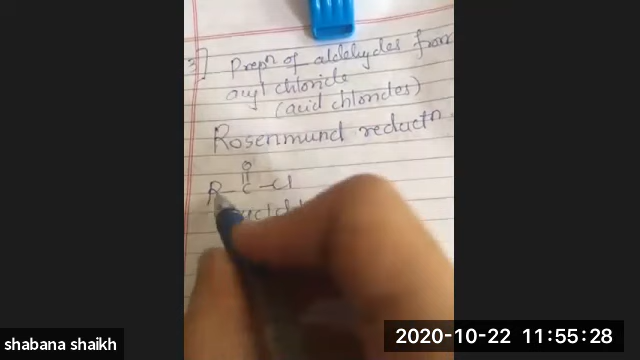 3] Prepn of aldehydes from
acyl chloride
(acid chlorides)
Rosenmund reductn
O
R-C-Cl
shabana shaikh
2020-10-22 11:55:28